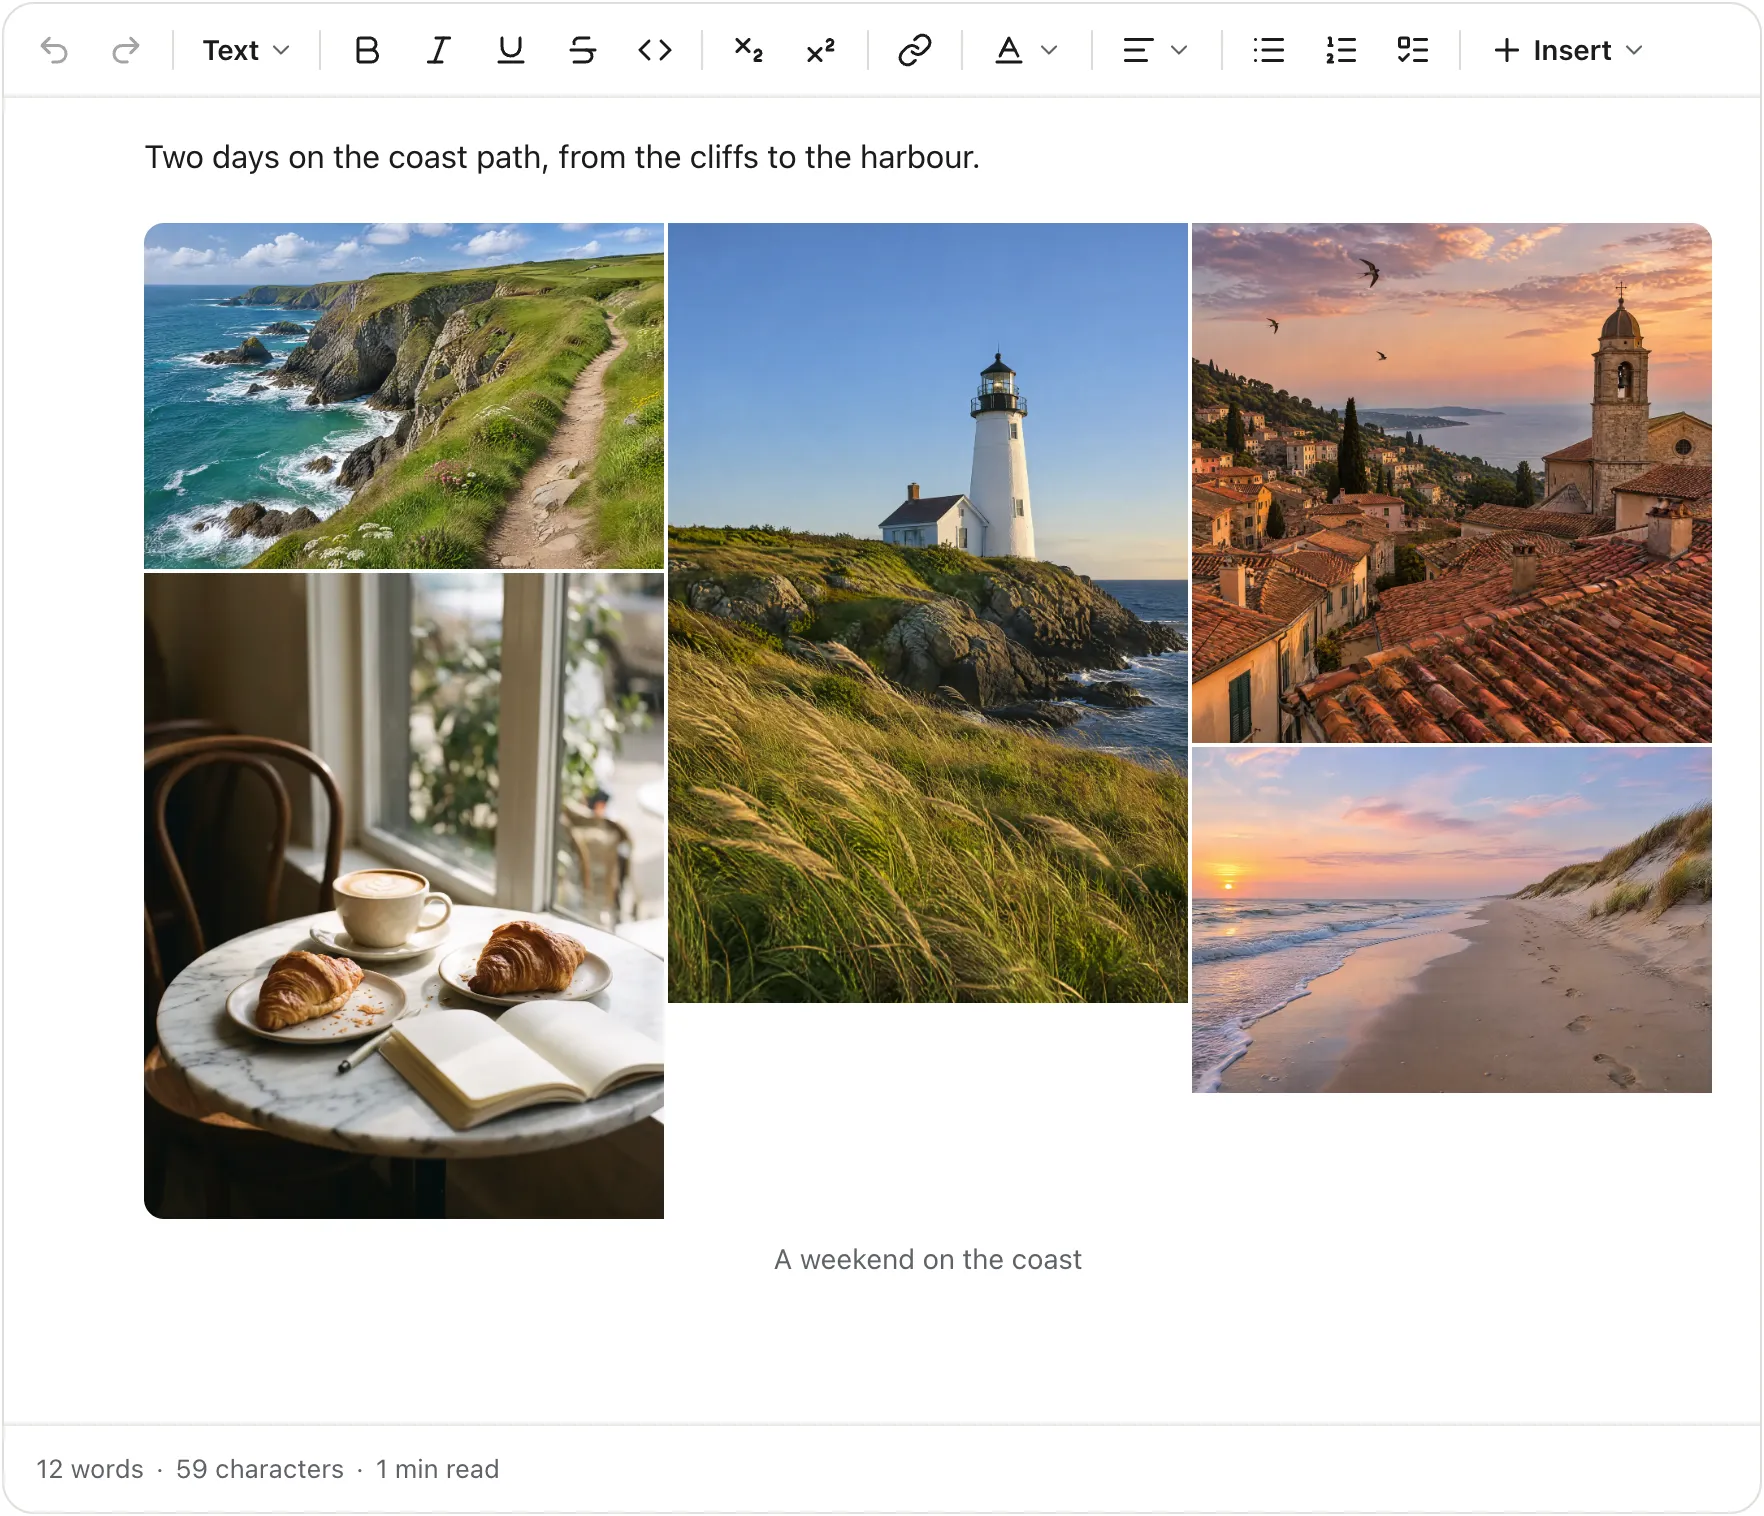 Text
Insert
Two days on the coast path, from the cliffs to the harbour.
A weekend on the coast
12 words · 59 characters · 1 min read